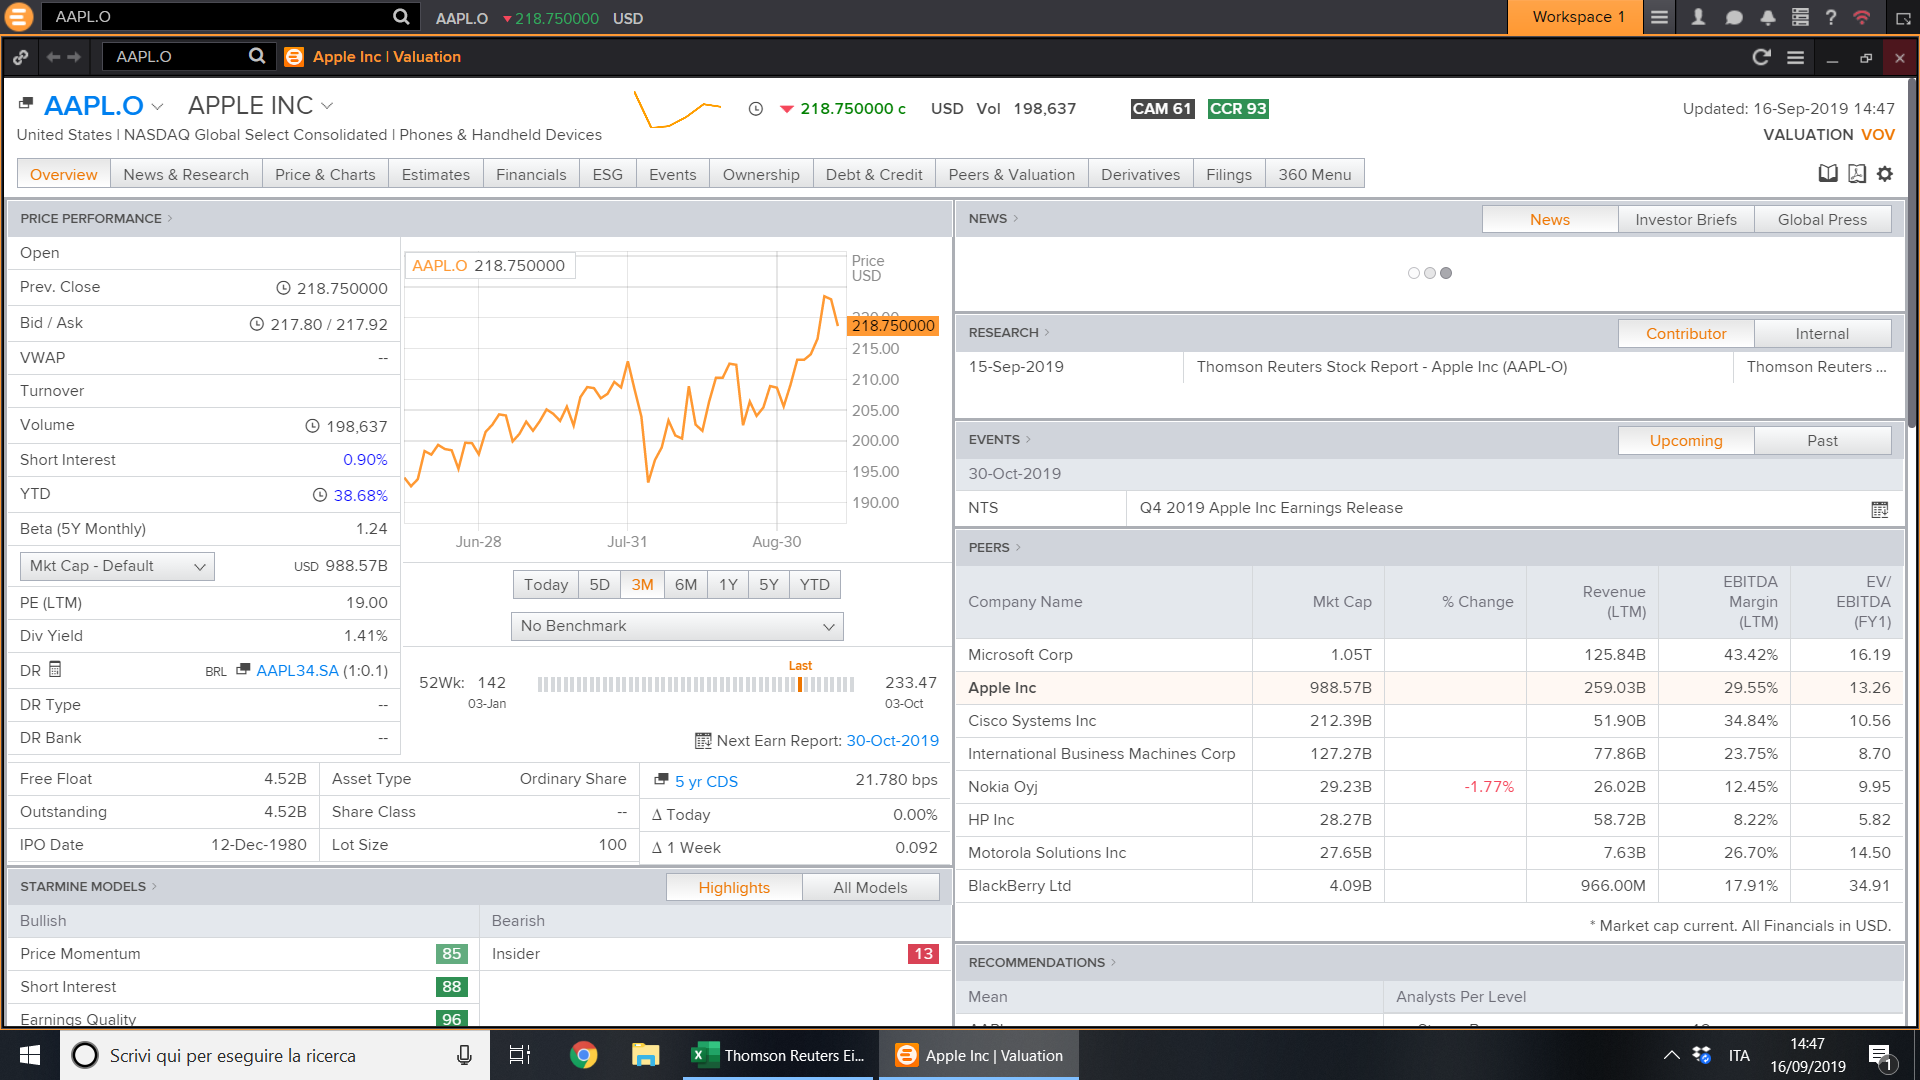 AAPL.O AAPL.O 218.750000 USD Workspace 1
AAPL.O Apple Inc | Valuation
AAPL.O APPLE INC 218.750000 c USD Vol 198,637 CAM 61 CCR 93 Updated: 16-Sep-2019 14:47
United States | NASDAQ Global Select Consolidated | Phones & Handheld Devices VALUATION VOV
Overview News & Research Price & Charts Estimates Financials ESG Events Ownership Debt & Credit Peers & Valuation Derivatives Filings 360 Menu
PRICE PERFORMANCE
Open
Prev. Close 218.750000
Bid / Ask 217.80 / 217.92
VWAP --
Turnover
Volume 198,637
Short Interest 0.90%
YTD 38.68%
Beta (5Y Monthly) 1.24
Mkt Cap - Default USD 988.57B
PE (LTM) 19.00
Div Yield 1.41%
DR BRL AAPL34.SA (1:0.1)
DR Type --
DR Bank --
AAPL.O 218.750000
Price
USD
218.750000
215.00
210.00
205.00
200.00
195.00
190.00
Jun-28 Jul-31 Aug-30
Today 5D 3M 6M 1Y 5Y YTD
No Benchmark
Last
52Wk: 142 233.47
03-Jan 03-Oct
Next Earn Report: 30-Oct-2019
Free Float 4.52B Asset Type Ordinary Share 5 yr CDS 21.780 bps
Outstanding 4.52B Share Class -- Δ Today 0.00%
IPO Date 12-Dec-1980 Lot Size 100 Δ 1 Week 0.092
STARMINE MODELS Highlights All Models
Bullish Bearish
Price Momentum 85 Insider 13
Short Interest 88
Earnings Quality 96
NEWS News Investor Briefs Global Press
RESEARCH Contributor Internal
15-Sep-2019 Thomson Reuters Stock Report - Apple Inc (AAPL-O) Thomson Reuters ...
EVENTS Upcoming Past
30-Oct-2019
NTS Q4 2019 Apple Inc Earnings Release
PEERS
Company Name Mkt Cap % Change Revenue (LTM) EBITDA Margin (LTM) EV/ EBITDA (FY1)
Microsoft Corp 1.05T 125.84B 43.42% 16.19
Apple Inc 988.57B 259.03B 29.55% 13.26
Cisco Systems Inc 212.39B 51.90B 34.84% 10.56
International Business Machines Corp 127.27B 77.86B 23.75% 8.70
Nokia Oyj 29.23B -1.77% 26.02B 12.45% 9.95
HP Inc 28.27B 58.72B 8.22% 5.82
Motorola Solutions Inc 27.65B 7.63B 26.70% 14.50
BlackBerry Ltd 4.09B 966.00M 17.91% 34.91
* Market cap current. All Financials in USD.
RECOMMENDATIONS
Mean Analysts Per Level
Scrivi qui per eseguire la ricerca Thomson Reuters Ei... Apple Inc | Valuation ITA 14:47
16/09/2019 1